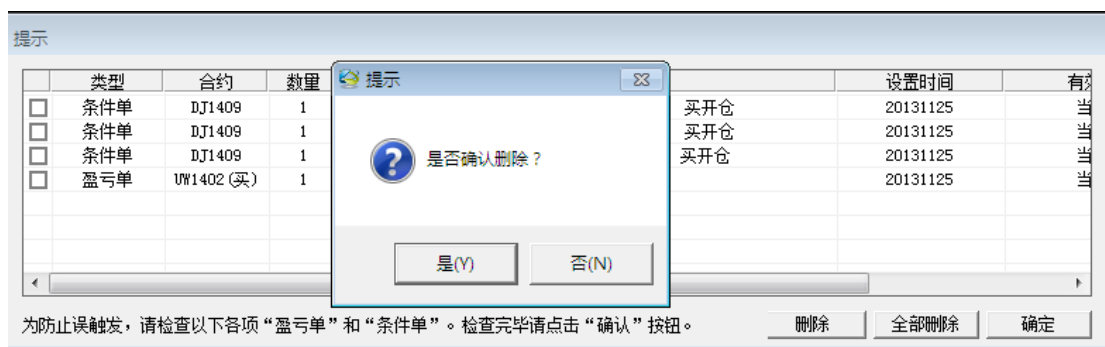 提示
类型 合约 数量 设置时间 有
条件单 DJ1409 1 买开仓 20131125 当
条件单 DJ1409 1 买开仓 20131125 当
条件单 DJ1409 1 买开仓 20131125 当
盈亏单 UW1402(买) 1 20131125 当
提示
是否确认删除?
是(Y) 否(N)
为防止误触发，请检查以下各项“盈亏单”和“条件单”。检查完毕请点击“确认”按钮。 删除 全部删除 确定